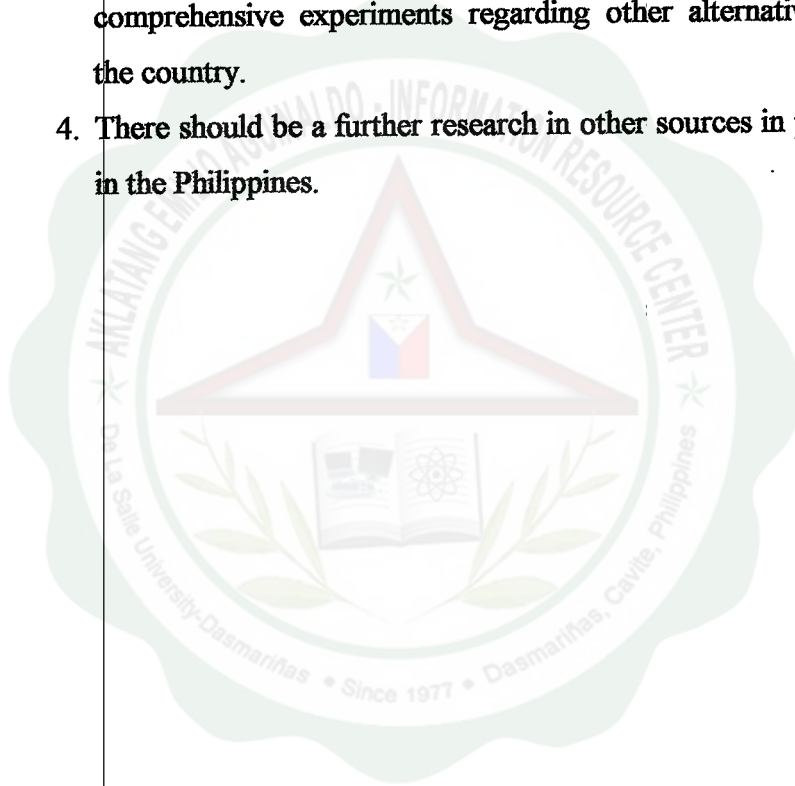 comprehensive experiments regarding other
the country.
4. There should be a further research in other sources in
in the Philippines.
AKLATANG EMILIO AGUINALDO - INFORMATION RESOURCE CENTER
De La Salle University-Dasmariñas • Since 1977 • Dasmariñas, Cavite, Philippines